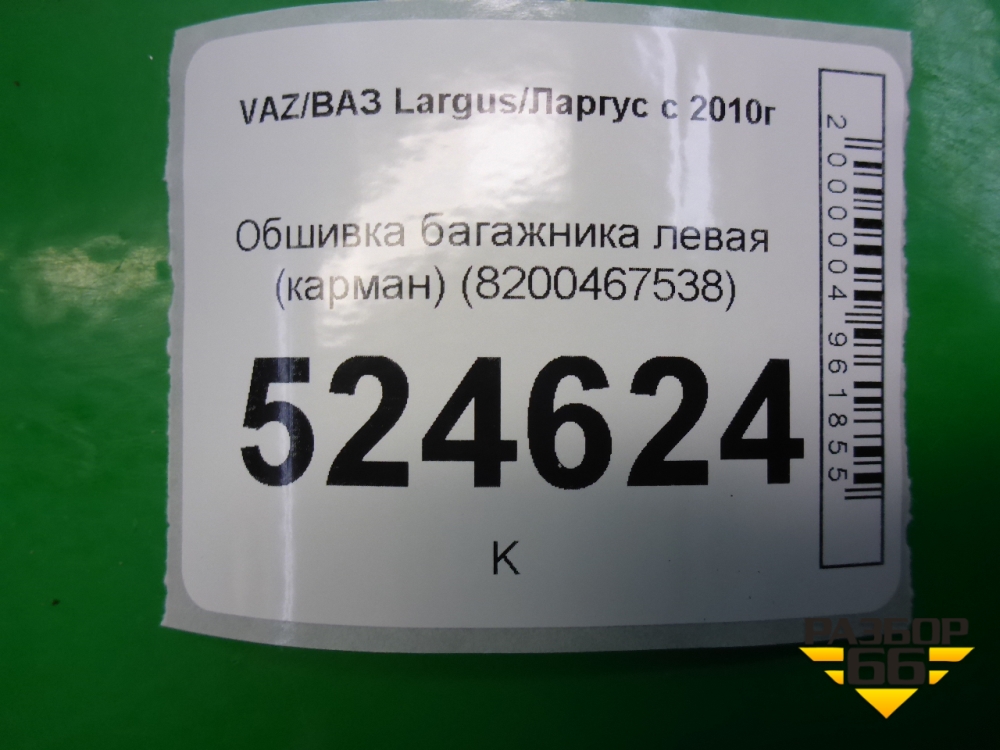 VAZ/ВАЗ Largus/Ларгус с 2010г
Обшивка багажника левая
(карман) (8200467538)
524624
К
2000004961855
РАЗБОР
66